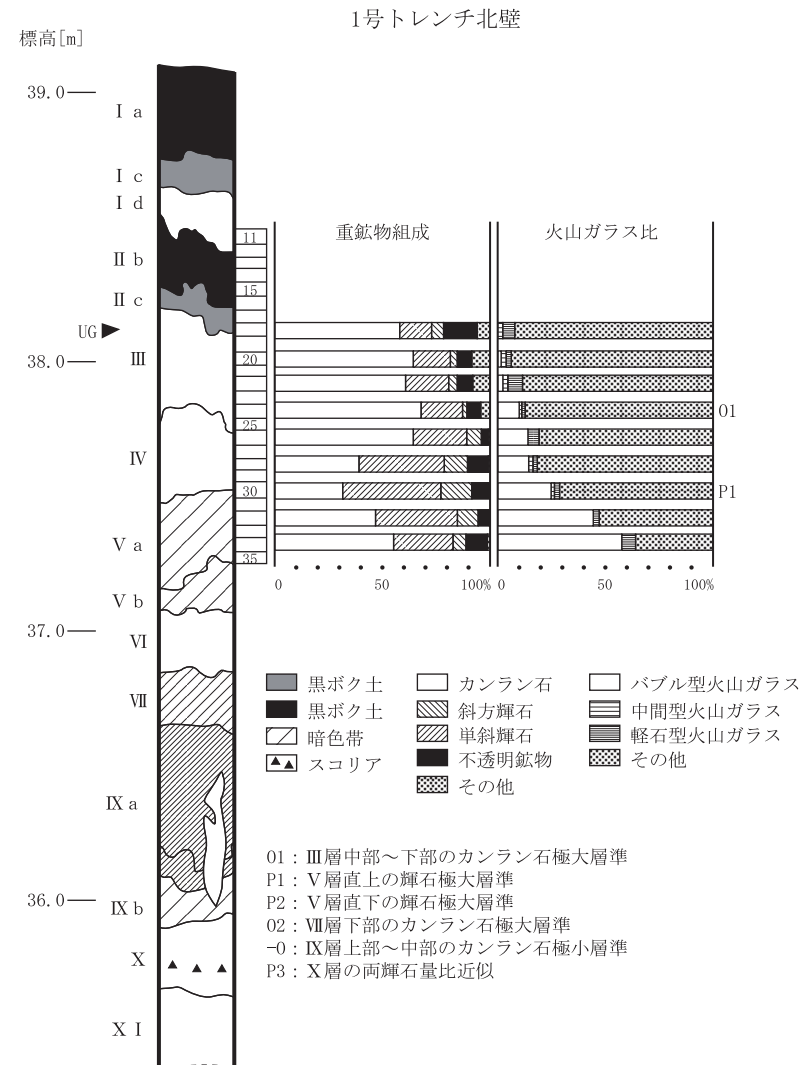 1号トレンチ北壁
標高[m]
39.0
Ⅰa
Ⅰc
Ⅰd
Ⅱb
Ⅱc
UG
38.0
Ⅲ
Ⅳ
Ⅴa
Ⅴb
37.0
Ⅵ
Ⅶ
Ⅸa
36.0
Ⅸb
Ⅹ
ⅩⅠ
11
15
20
25
30
35
重鉱物組成
火山ガラス比
O1
P1
0 50 100%
0 50 100%
黒ボク土
黒ボク土
暗色帯
スコリア
カンラン石
斜方輝石
単斜輝石
不透明鉱物
その他
バブル型火山ガラス
中間型火山ガラス
軽石型火山ガラス
その他
O1：Ⅲ層中部～下部のカンラン石極大層準
P1：Ⅴ層直上の輝石極大層準
P2：Ⅴ層直下の輝石極大層準
O2：Ⅶ層下部のカンラン石極大層準
-O：Ⅸ層上部～中部のカンラン石極小層準
P3：Ⅹ層の両輝石量比近似